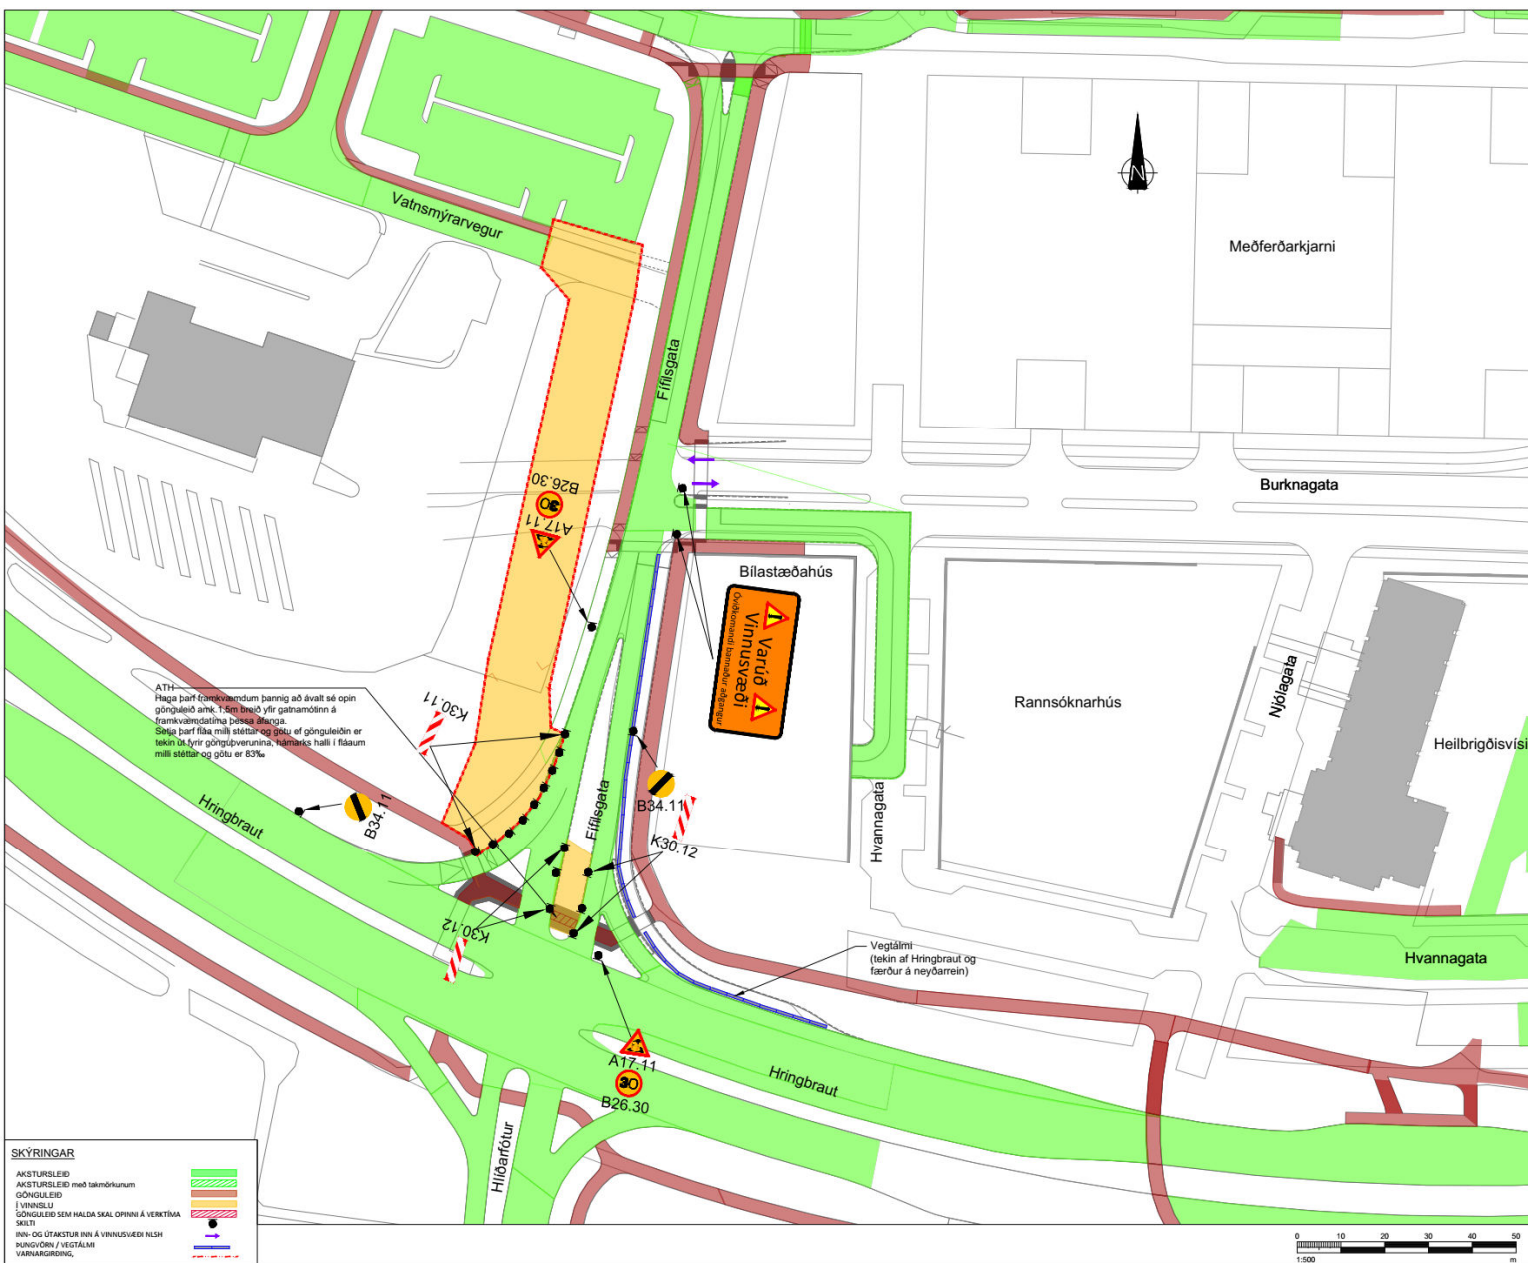 Vatnsmýrarvegur
N
Meðferðarkjarni
Fífilsgata
B26.30
30
A17.11
Burknagata
Bílastæðahús
Varúð
Vinnusvæði
Óviðkomandi bannaður aðgangur
Rannsóknarhús
Njólagata
Heilbrigðisvísi
ATH
Haga þarf framkvæmdum þannig að ávalt sé opin
gönguleið amk.1,5m breið yfir gatnamótinn á
framkvæmdatíma þessa áfanga.
Setja þarf fláa milli stéttar og götu ef gönguleiðin er
tekin út fyrir gönguþverunina, hámarks halli í fláaum
milli stéttar og götu er 83‰
K30.11
Hringbraut
B34.11
Fífilsgata
B34.11
K30.12
Hvannagata
K30.12
Vegtálmi
(tekin af Hringbraut og
færður á neyðarrein)
Hvannagata
A17.11
30
B26.30
Hringbraut
Hlíðarfótur
SKÝRINGAR
AKSTURSLEIÐ
AKSTURSLEIÐ með takmörkunum
GÖNGULEIÐ
Í VINNSLU
GÖNGULEIÐ SEM HALDA SKAL OPINNI Á VERKTÍMA
SKILTI
INN- OG ÚTAKSTUR INN Á VINNUSVÆÐI NLSH
ÞUNGVÖRN / VEGTÁLMI
VARNARGIRÐING,
0 10 20 30 40 50
1:500 m